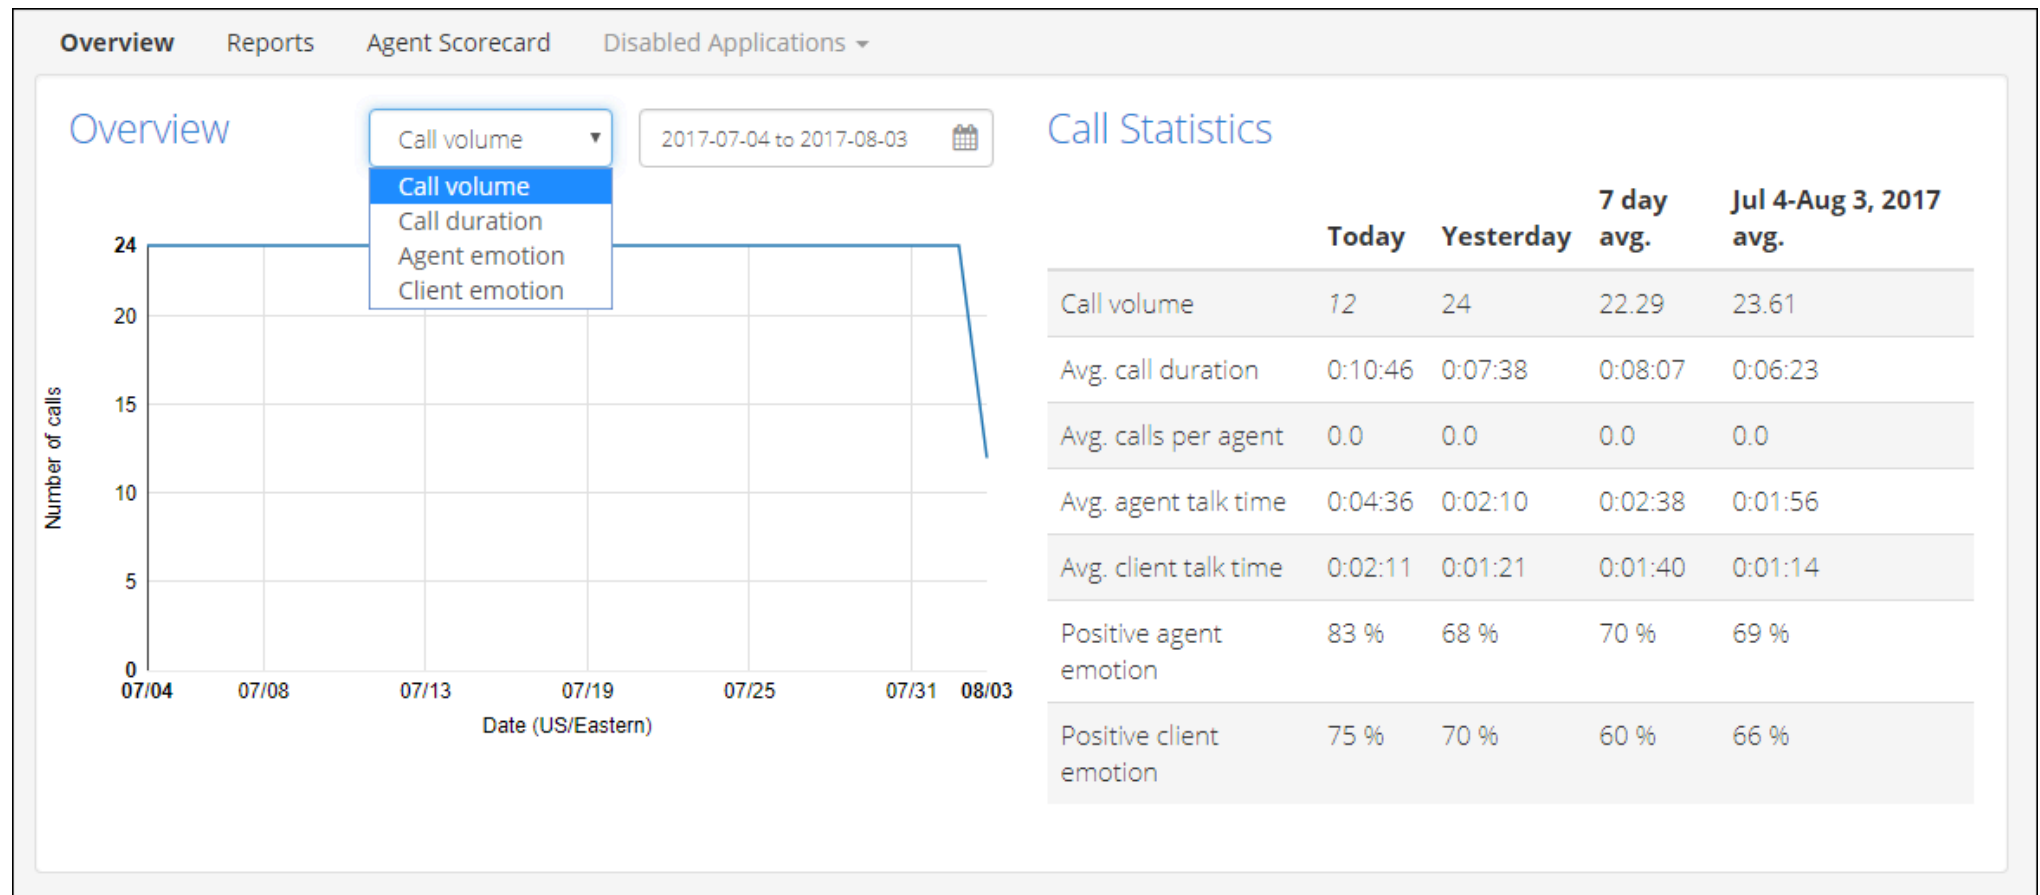 Overview Reports Agent Scorecard Disabled Applications
Overview
Call volume
2017-07-04 to 2017-08-03
Call volume
Call duration
Agent emotion
Client emotion
24
20
15
10
5
0
Number of calls
07/04 07/08 07/13 07/19 07/25 07/31 08/03
Date (US/Eastern)
Call Statistics
7 day Jul 4-Aug 3, 2017
Today Yesterday avg. avg.
Call volume 12 24 22.29 23.61
Avg. call duration 0:10:46 0:07:38 0:08:07 0:06:23
Avg. calls per agent 0.0 0.0 0.0 0.0
Avg. agent talk time 0:04:36 0:02:10 0:02:38 0:01:56
Avg. client talk time 0:02:11 0:01:21 0:01:40 0:01:14
Positive agent 83 % 68 % 70 % 69 %
emotion
Positive client 75 % 70 % 60 % 66 %
emotion